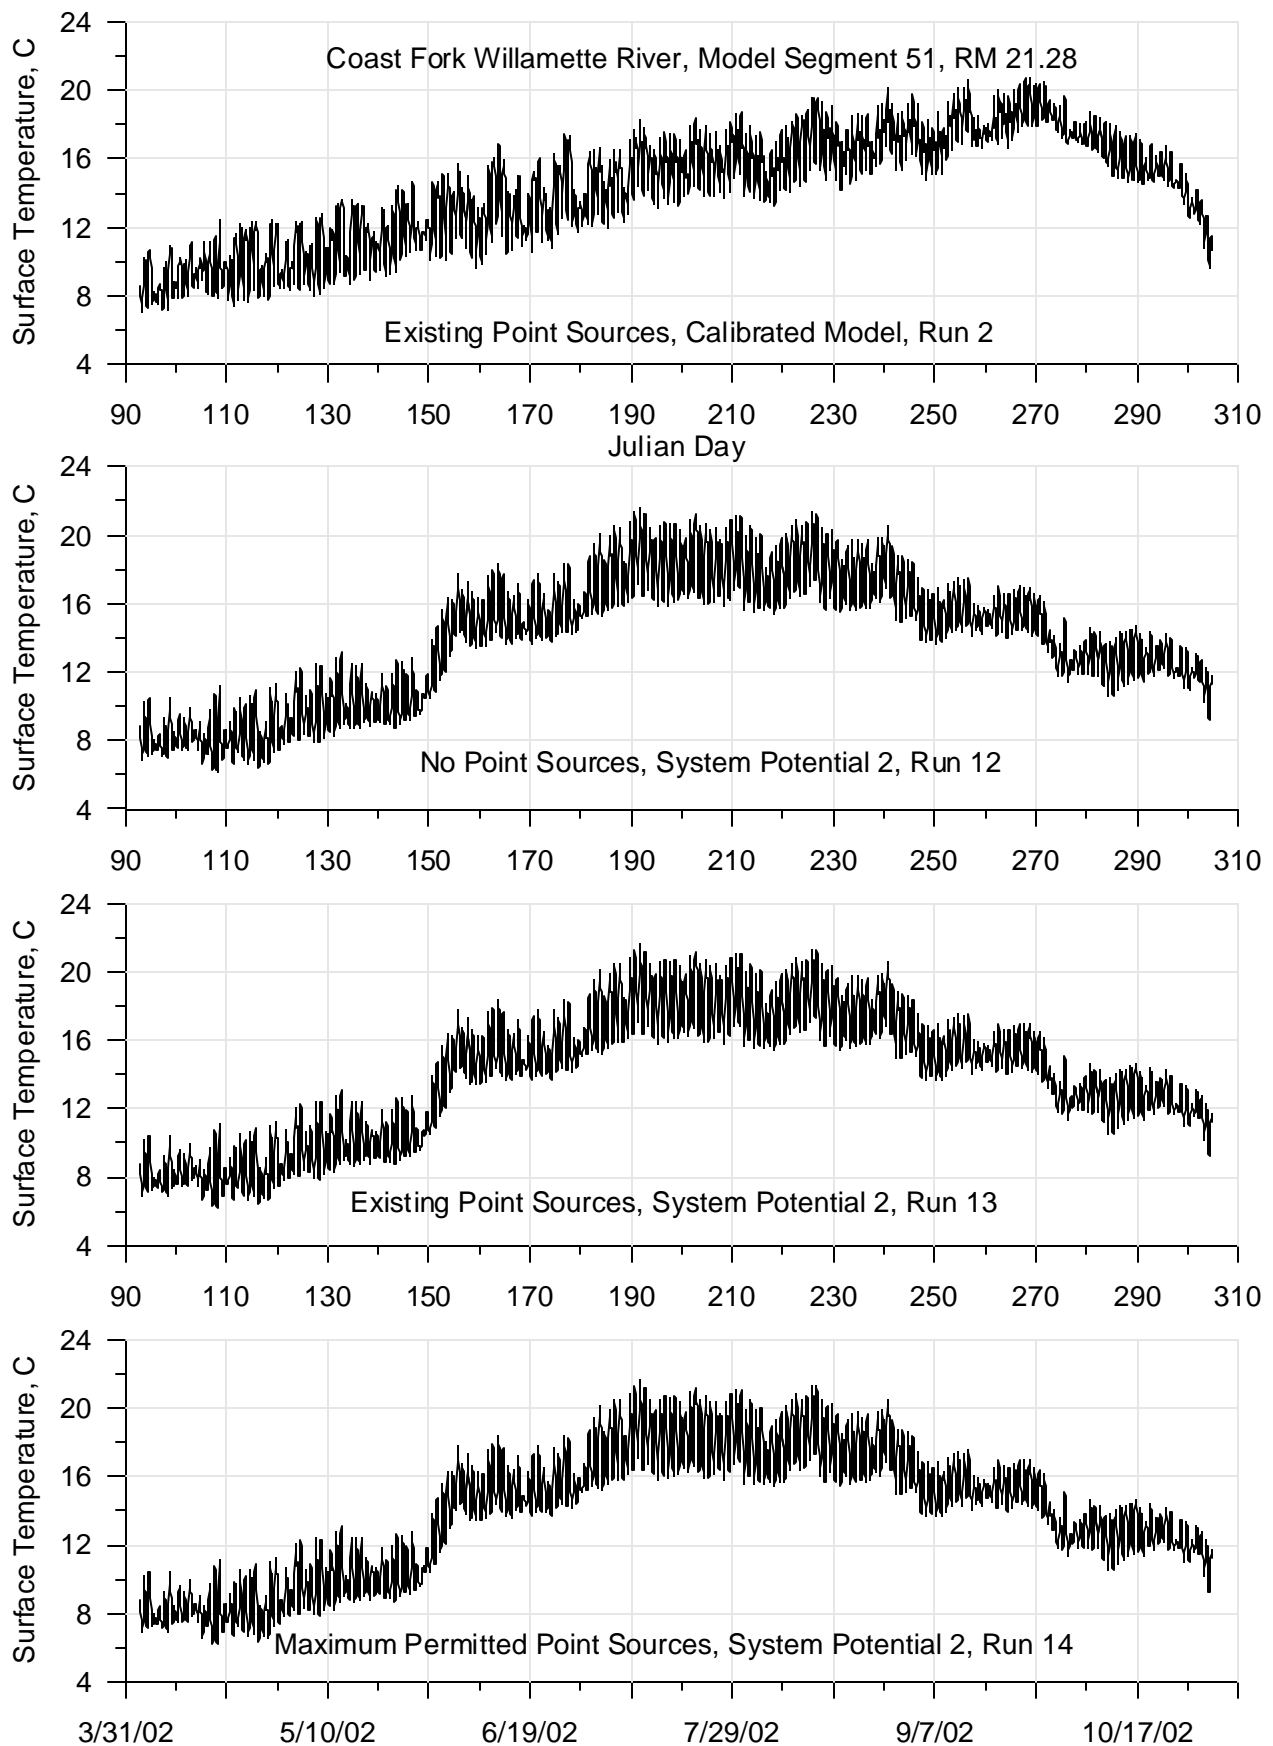 24
Coast Fork Willamette River, Model Segment 51, RM 21.28
20
16
12
8
Existing Point Sources, Calibrated Model, Run 2
4
Surface Temperature, C
90 110 130 150 170 190 210 230 250 270 290 310
Julian Day
24
20
16
12
8
No Point Sources, System Potential 2, Run 12
4
Surface Temperature, C
90 110 130 150 170 190 210 230 250 270 290 310
24
20
16
12
8
Existing Point Sources, System Potential 2, Run 13
4
Surface Temperature, C
90 110 130 150 170 190 210 230 250 270 290 310
24
20
16
12
8
Maximum Permitted Point Sources, System Potential 2, Run 14
4
Surface Temperature, C
3/31/02 5/10/02 6/19/02 7/29/02 9/7/02 10/17/02